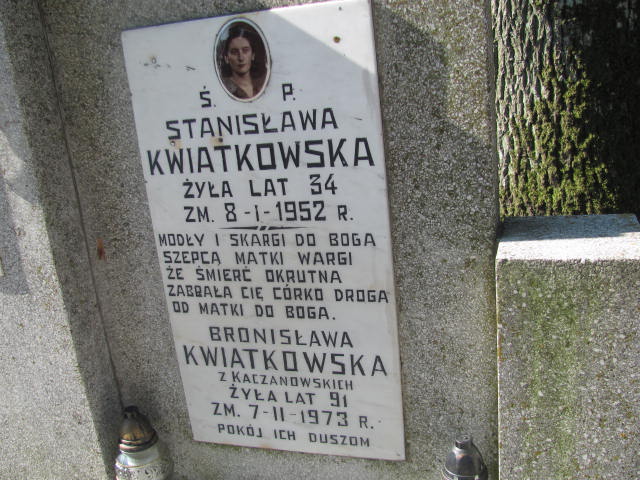 Ś. P.
STANISŁAWA
KWIATKOWSKA
ŻYŁA LAT 34
ZM. 8-I-1952 R.
MODŁY I SKARGI DO BOGA
SZEPCĄ MATKI WARGI
ŻE ŚMIERĆ OKRUTNA
ZABRAŁA CIĘ CÓRKO DROGA
OD MATKI DO BOGA.
BRONISŁAWA
KWIATKOWSKA
Z KACZANOWSKICH
ŻYŁA LAT 91
ZM. 7-II-1973 R.
POKÓJ ICH DUSZOM